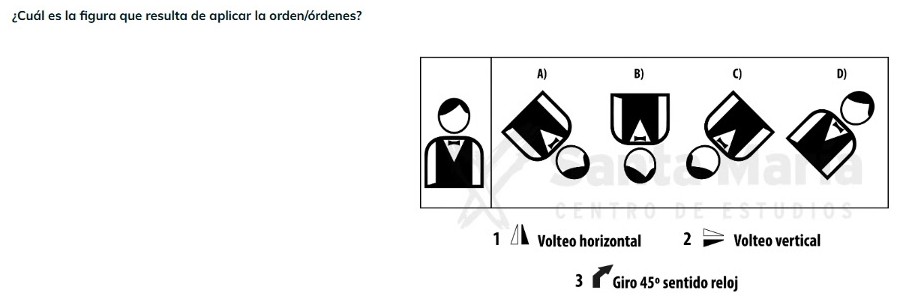 ¿Cuál es la figura que resulta de aplicar la orden/órdenes?
A) B) C) D)
Santa María
CENTRO DE ESTUDIOS
1 Volteo horizontal 2 Volteo vertical
3 Giro 45º sentido reloj